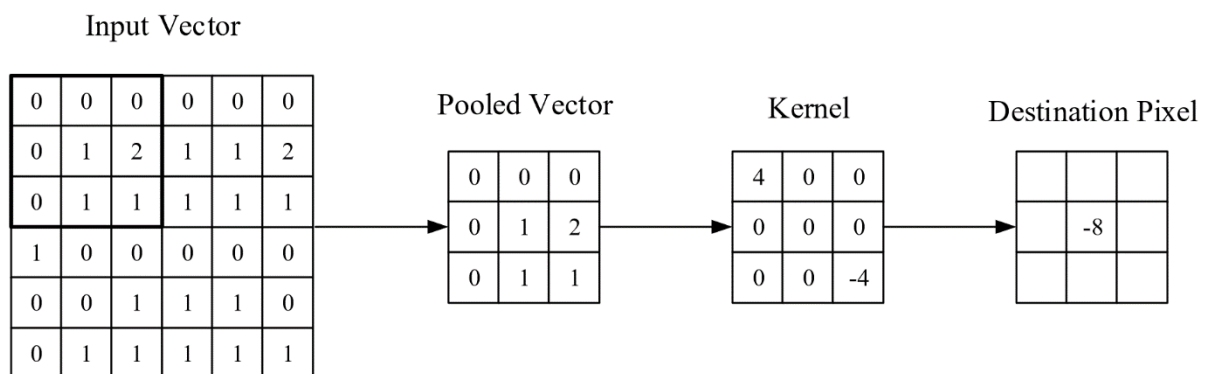 Input Vector
0 0 0 0 0 0
0 1 2 1 1 2
0 1 1 1 1 1
1 0 0 0 0 0
0 0 1 1 1 0
0 1 1 1 1 1
Pooled Vector
0 0 0
0 1 2
0 1 1
Kernel
4 0 0
0 0 0
0 0 -4
Destination Pixel
-8